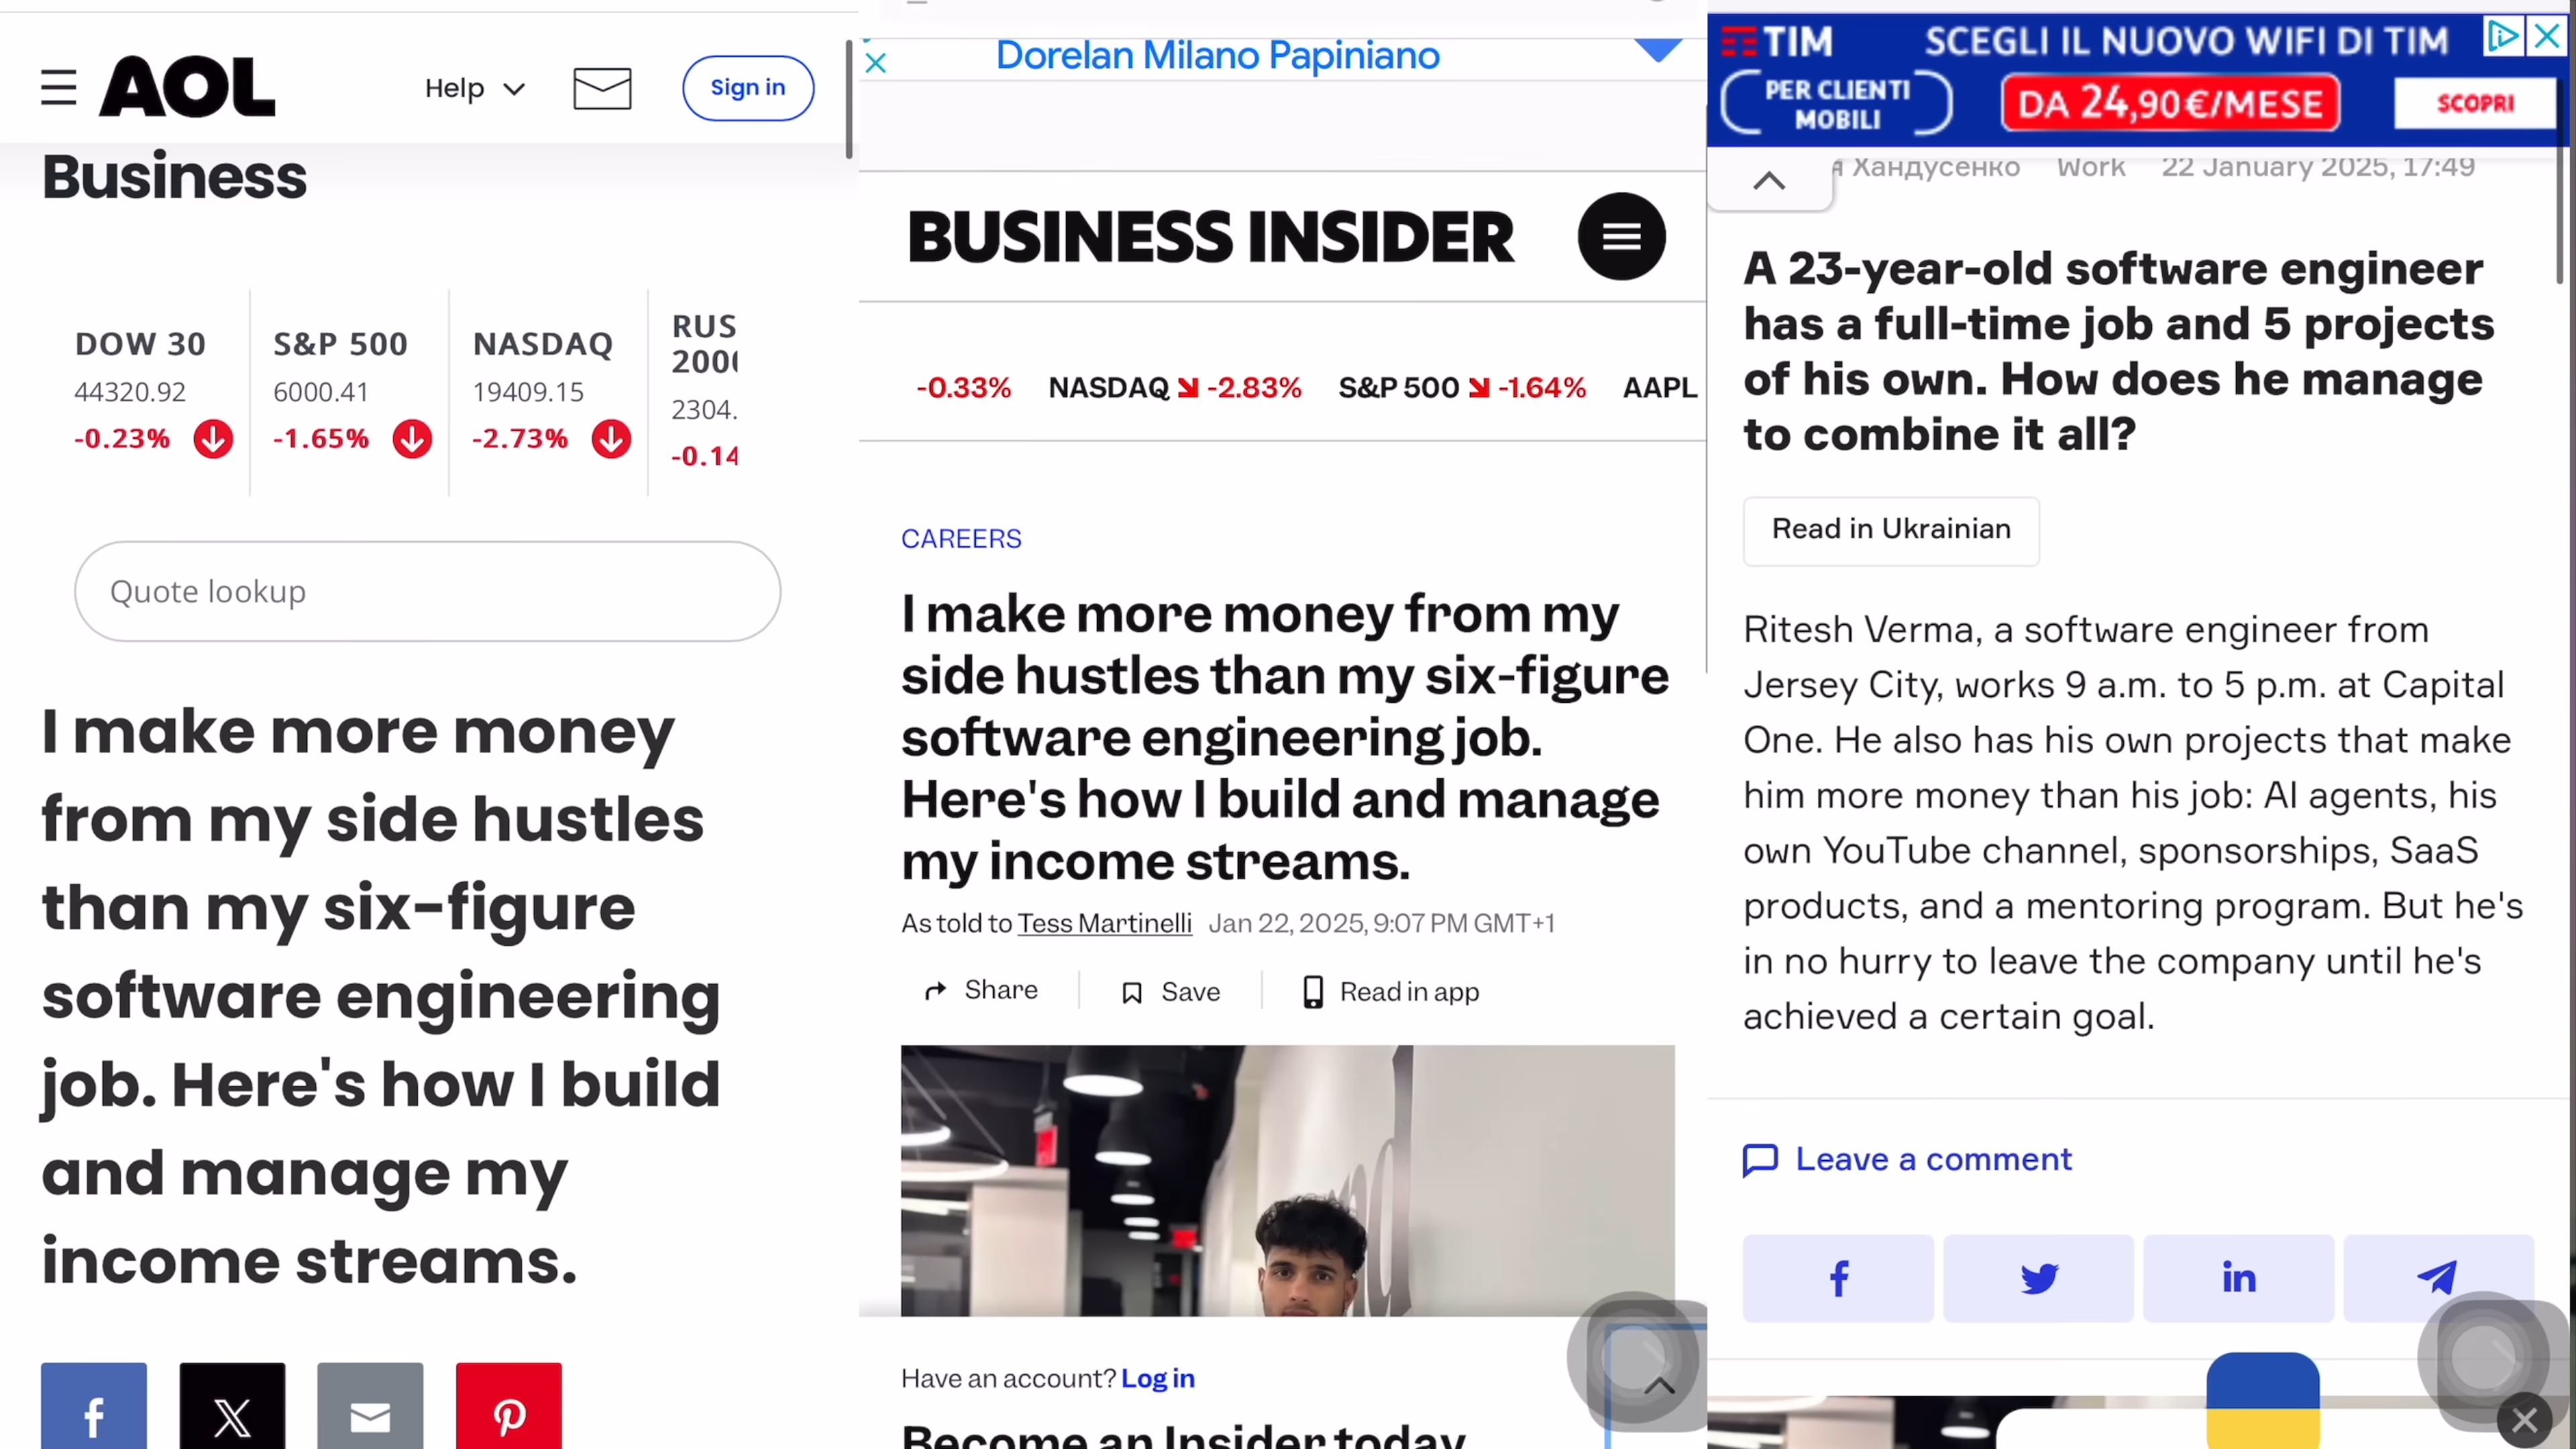 AOL
Help
Sign in
Business
DOW 30
44320.92
-0.23%
S&P 500
6000.41
-1.65%
NASDAQ
19409.15
-2.73%
RUS
200
2304.
-0.14
Quote lookup
I make more money
from my side hustles
than my six-figure
software engineering
job. Here's how I build
and manage my
income streams.
Dorelan Milano Papiniano
BUSINESS INSIDER
-0.33% NASDAQ -2.83% S&P 500 -1.64% AAPL
CAREERS
I make more money from my
side hustles than my six-figure
software engineering job.
Here's how I build and manage
my income streams.
As told to Tess Martinelli Jan 22, 2025, 9:07 PM GMT+1
Share Save Read in app
Have an account? Log in
Become an Insider today
TIM SCEGLI IL NUOVO WIFI DI TIM
PER CLIENTI
MOBILI
DA 24,90€/MESE
SCOPRI
я Хандусенко Work 22 January 2025, 17:49
A 23-year-old software engineer
has a full-time job and 5 projects
of his own. How does he manage
to combine it all?
Read in Ukrainian
Ritesh Verma, a software engineer from
Jersey City, works 9 a.m. to 5 p.m. at Capital
One. He also has his own projects that make
him more money than his job: AI agents, his
own YouTube channel, sponsorships, SaaS
products, and a mentoring program. But he's
in no hurry to leave the company until he's
achieved a certain goal.
Leave a comment